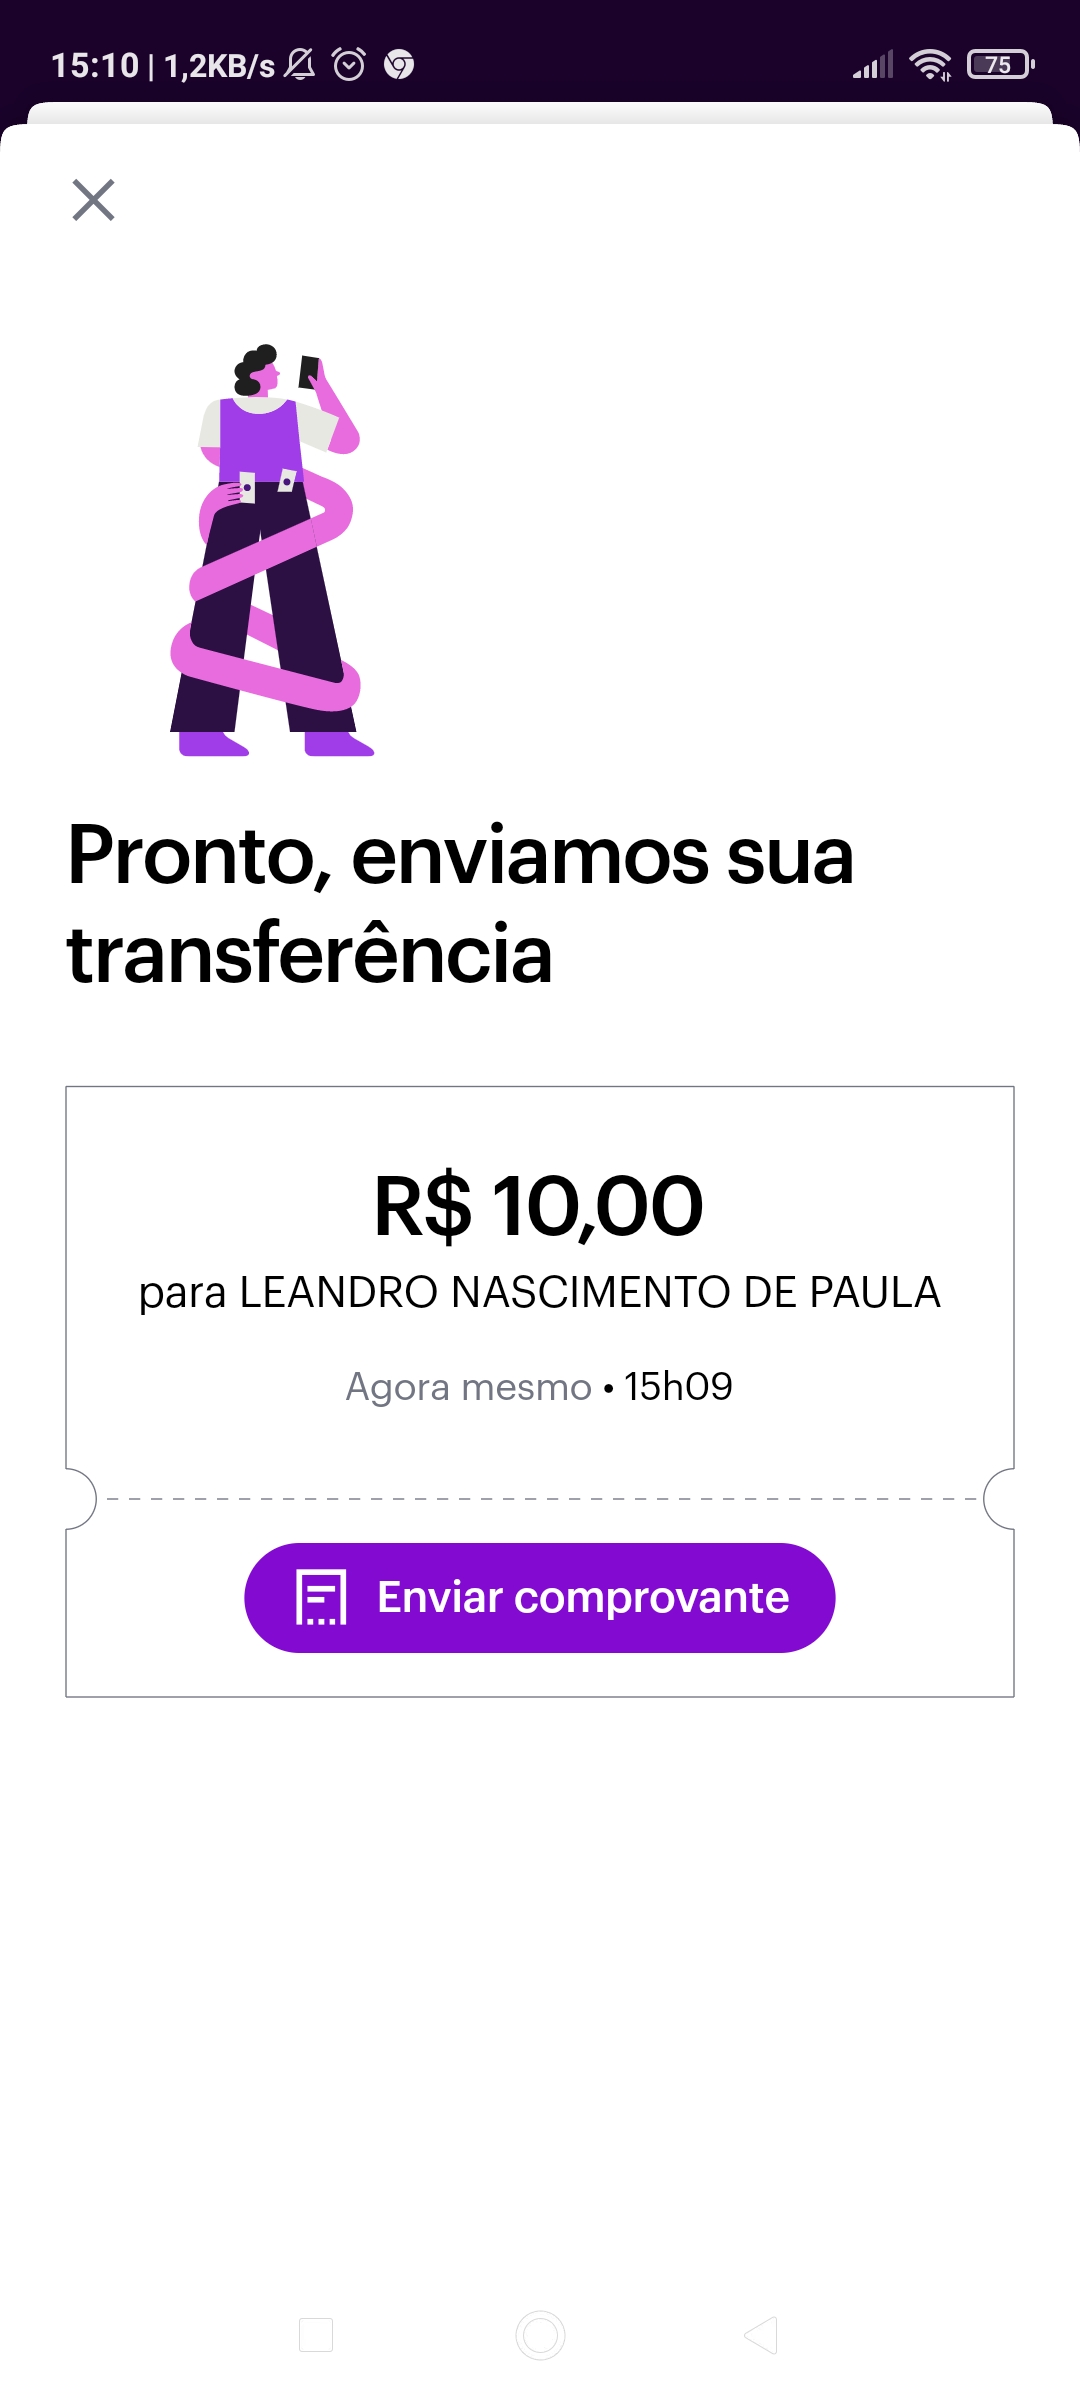 15:10 | 1,2KB/s
75
Pronto, enviamos sua
transferência
R$ 10,00
para LEANDRO NASCIMENTO DE PAULA
Agora mesmo • 15h09
Enviar comprovante